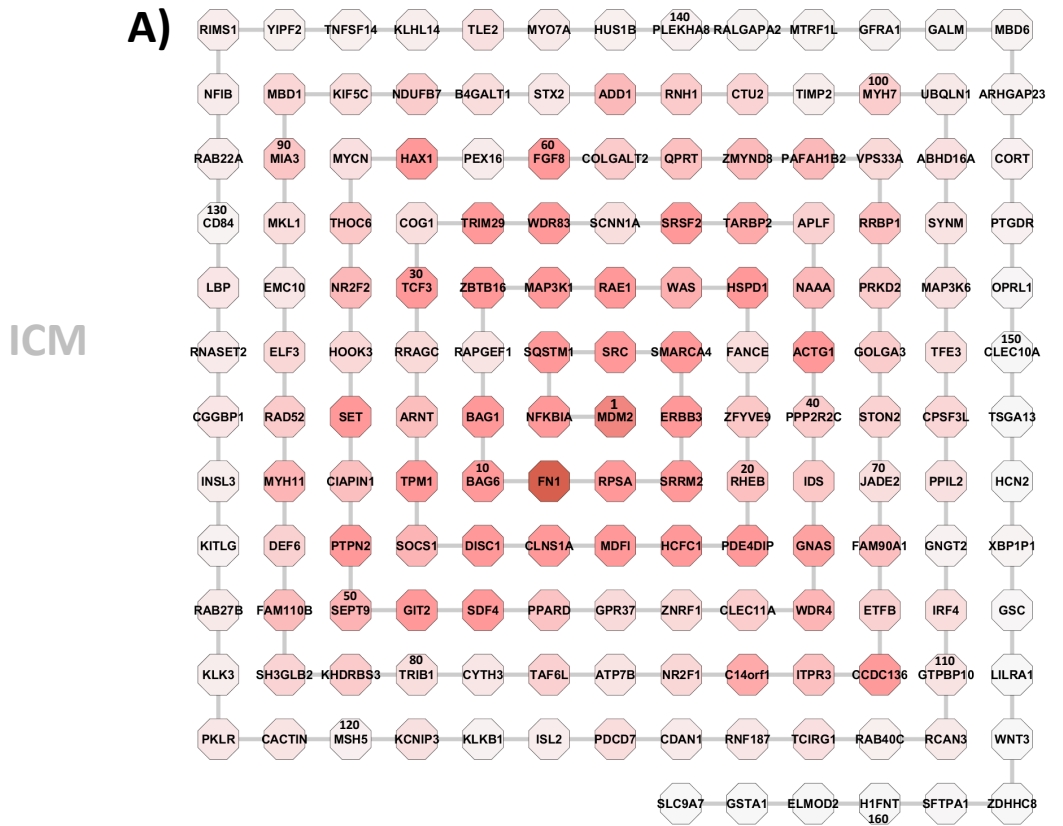 A)
RIMS1 YIPF2 TNFSF14 KLHL14 TLE2 MYO7A HUS1B 140 PLEKHA8 RALGAPA2 MTRF1L GFRA1 GALM MBD6
NFIB MBD1 KIF5C NDUFB7 B4GALT1 STX2 ADD1 RNH1 CTU2 TIMP2 100 MYH7 UBQLN1 ARHGAP23
RAB22A 90 MIA3 MYCN HAX1 PEX16 60 FGF8 COLGALT2 QPRT ZMYND8 PAFAH1B2 VPS33A ABHD16A CORT
130 CD84 MKL1 THOC6 COG1 TRIM29 WDR83 SCNN1A SRSF2 TARBP2 APLF RRBP1 SYNM PTGDR
LBP EMC10 NR2F2 30 TCF3 ZBTB16 MAP3K1 RAE1 WAS HSPD1 NAAA PRKD2 MAP3K6 OPRL1
ICM
RNASET2 ELF3 HOOK3 RRAGC RAPGEF1 SQSTM1 SRC SMARCA4 FANCE ACTG1 GOLGA3 TFE3 150 CLEC10A
CGGBP1 RAD52 SET ARNT BAG1 NFKBIA 1 MDM2 ERBB3 ZFYVE9 40 PPP2R2C STON2 CPSF3L TSGA13
INSL3 MYH11 CIAPIN1 TPM1 10 BAG6 FN1 RPSA SRRM2 20 RHEB IDS 70 JADE2 PPIL2 HCN2
KITLG DEF6 PTPN2 SOCS1 DISC1 CLNS1A MDFI HCFC1 PDE4DIP GNAS FAM90A1 GNGT2 XBP1P1
RAB27B FAM110B 50 SEPT9 GIT2 SDF4 PPARD GPR37 ZNRF1 CLEC11A WDR4 ETFB IRF4 GSC
KLK3 SH3GLB2 KHDRBS3 80 TRIB1 CYTH3 TAF6L ATP7B NR2F1 C14orf1 ITPR3 CCDC136 110 GTPBP10 LILRA1
PKLR CACTIN 120 MSH5 KCNIP3 KLKB1 ISL2 PDCD7 CDAN1 RNF187 TCIRG1 RAB40C RCAN3 WNT3
SLC9A7 GSTA1 ELMOD2 H1FNT 160 SFTPA1 ZDHHC8